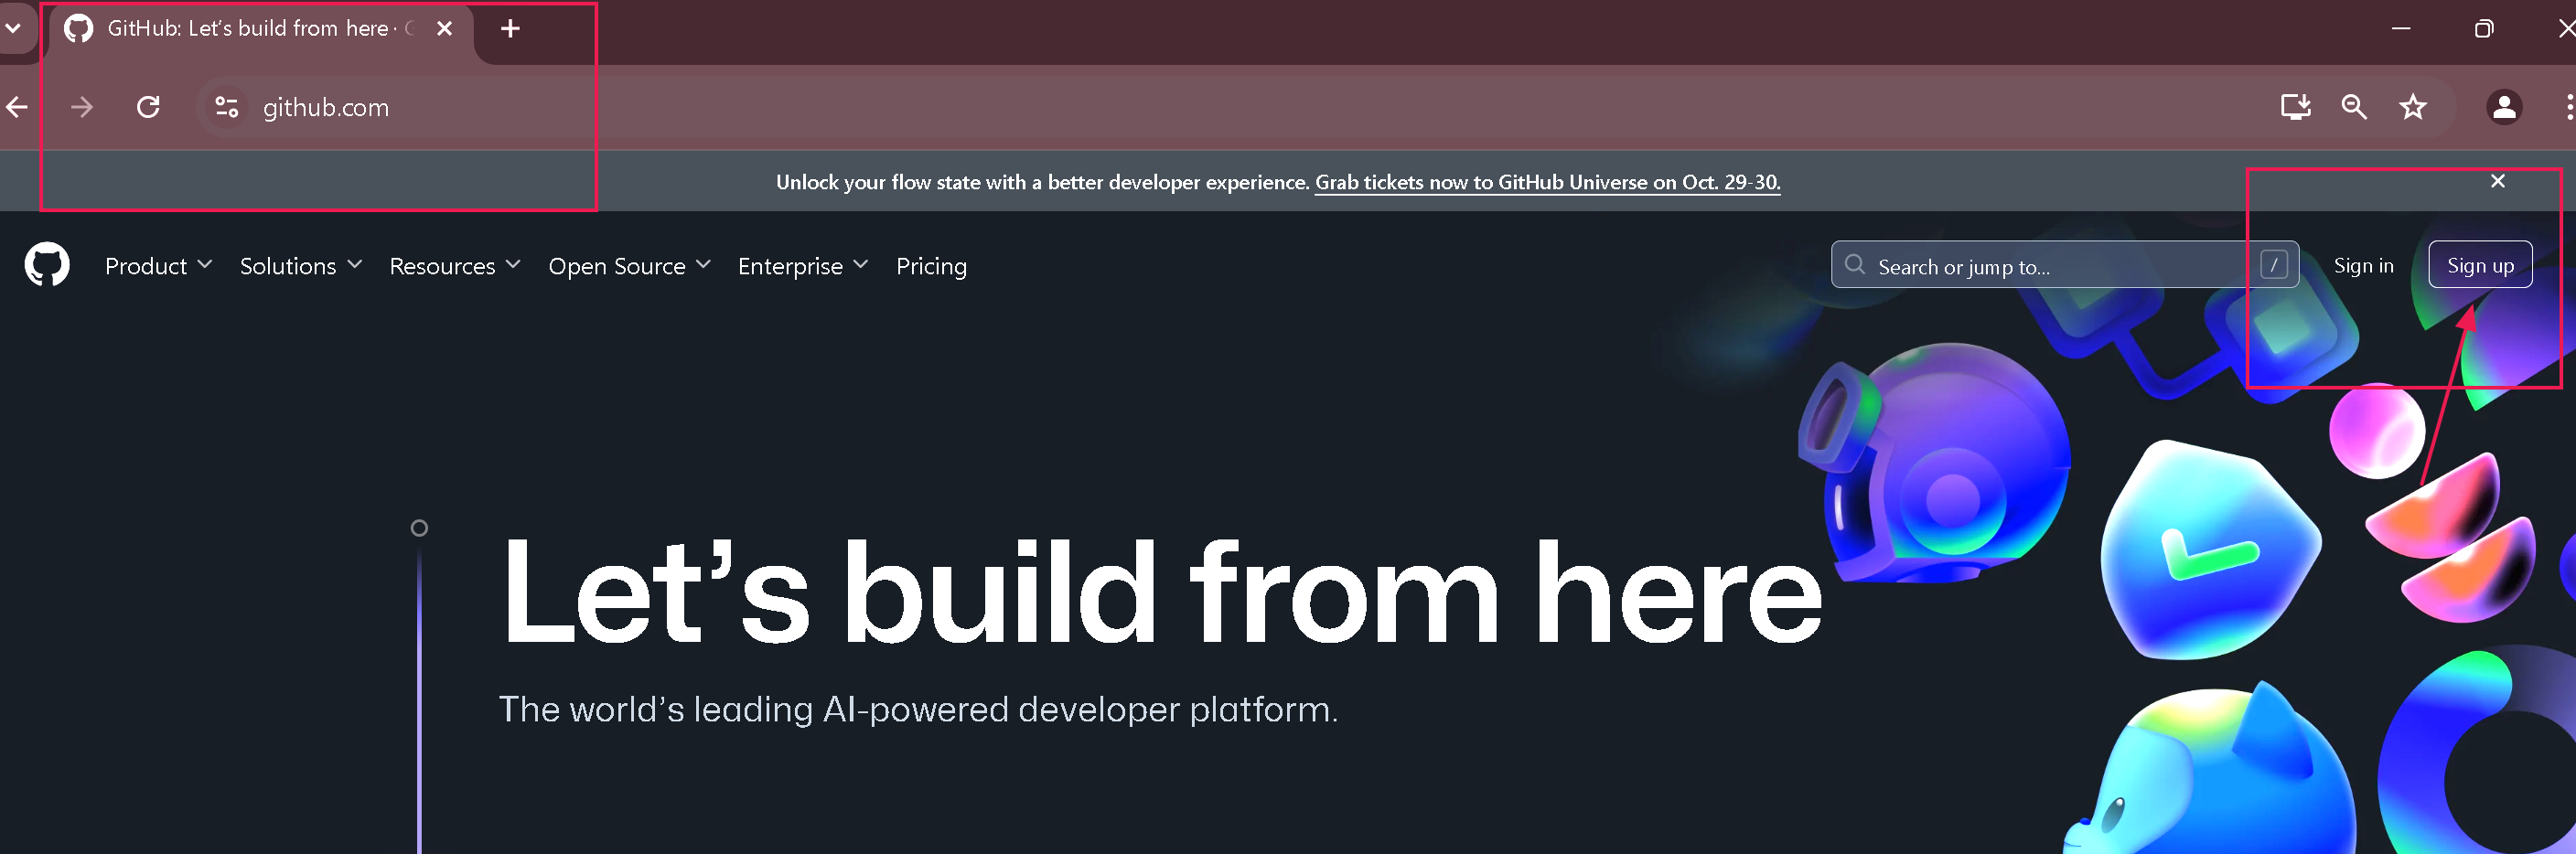 GitHub: Let's build from here ·
github.com
Unlock your flow state with a better developer experience. Grab tickets now to GitHub Universe on Oct. 29-30.
Product Solutions Resources Open Source Enterprise Pricing Search or jump to... / Sign in Sign up
Let's build from here
The world's leading AI-powered developer platform.